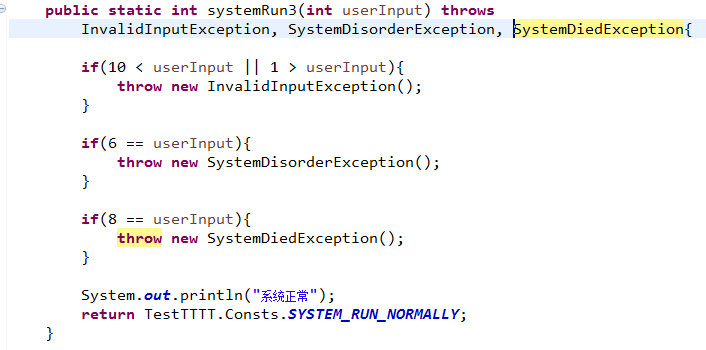 public static int systemRun3(int userInput) throws
InvalidInputException, SystemDisorderException, SystemDiedException{
if(10 < userInput || 1 > userInput){
throw new InvalidInputException();
}
if(6 == userInput){
throw new SystemDisorderException();
}
if(8 == userInput){
throw new SystemDiedException();
}
System.out.println("系统正常");
return TestTTTT.Consts.SYSTEM_RUN_NORMALLY;
}